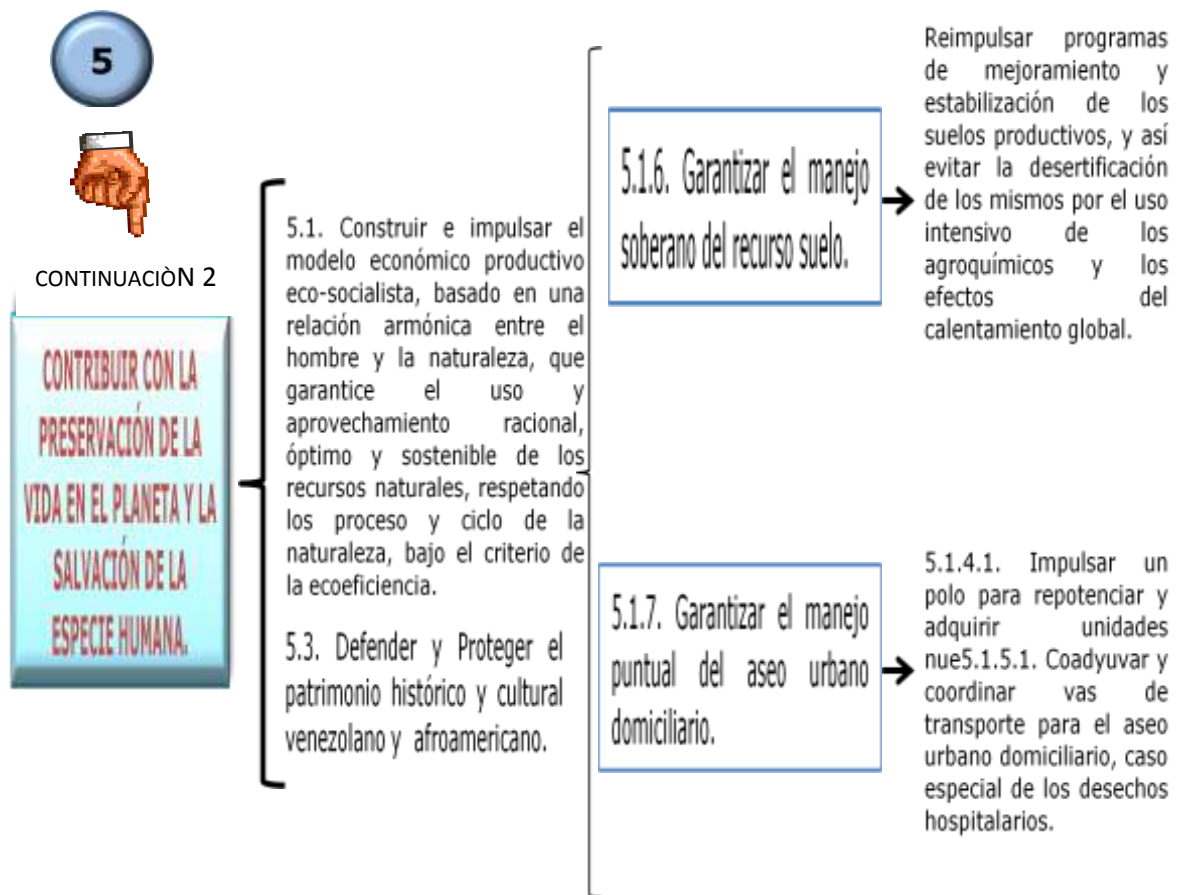 5
CONTINUACIÒN 2
CONTRIBUIR CON LA
PRESERVACIÓN DE LA
VIDA EN EL PLANETA Y LA
SALVACIÓN DE LA
ESPECIE HUMANA.
5.1. Construir e impulsar el
modelo económico productivo
eco-socialista, basado en una
relación armónica entre el
hombre y la naturaleza, que
garantice el uso y
aprovechamiento racional,
óptimo y sostenible de los
recursos naturales, respetando
los proceso y ciclo de la
naturaleza, bajo el criterio de
la ecoeficiencia.
5.3. Defender y Proteger el
patrimonio histórico y cultural
venezolano y afroamericano.
5.1.6. Garantizar el manejo
soberano del recurso suelo.
Reimpulsar programas
de mejoramiento y
estabilización de los
suelos productivos, y así
evitar la desertificación
de los mismos por el uso
intensivo de los
agroquímicos y los
efectos del
calentamiento global.
5.1.7. Garantizar el manejo
puntual del aseo urbano
domiciliario.
5.1.4.1. Impulsar un
polo para repotenciar y
adquirir unidades
nue5.1.5.1. Coadyuvar y
coordinar vas de
transporte para el aseo
urbano domiciliario, caso
especial de los desechos
hospitalarios.